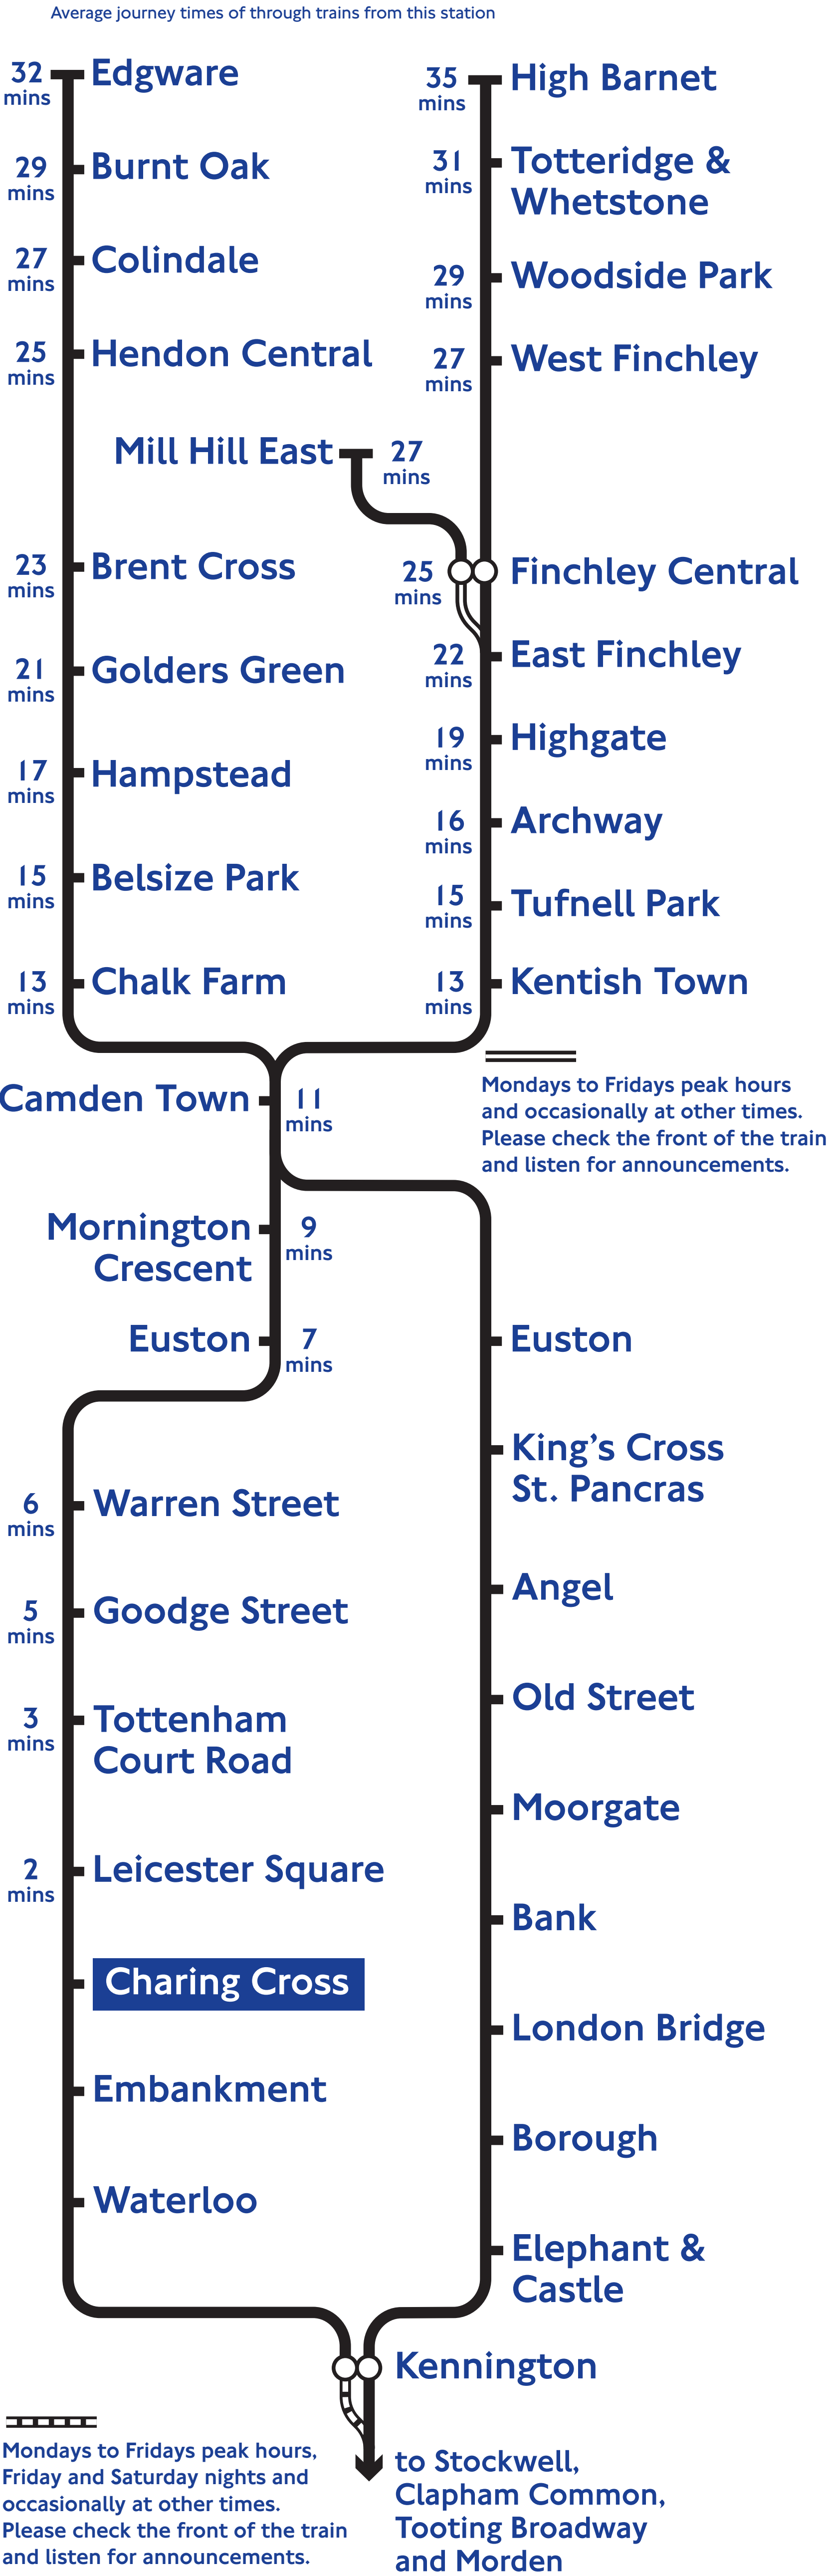 Average journey times of through trains from this station
32
mins
Edgware
29
mins
Burnt Oak
27
mins
Colindale
25
mins
Hendon Central
Mill Hill East
27
mins
23
mins
Brent Cross
21
mins
Golders Green
17
mins
Hampstead
15
mins
Belsize Park
13
mins
Chalk Farm
35
mins
High Barnet
31
mins
Totteridge &
Whetstone
29
mins
Woodside Park
27
mins
West Finchley
25
mins
Finchley Central
22
mins
East Finchley
19
mins
Highgate
16
mins
Archway
15
mins
Tufnell Park
13
mins
Kentish Town
Mondays to Fridays peak hours
and occasionally at other times.
Please check the front of the train
and listen for announcements.
Camden Town
11
mins
Mornington
Crescent
9
mins
Euston
7
mins
6
mins
Warren Street
5
mins
Goodge Street
3
mins
Tottenham
Court Road
2
mins
Leicester Square
Charing Cross
Embankment
Waterloo
Euston
King's Cross
St. Pancras
Angel
Old Street
Moorgate
Bank
London Bridge
Borough
Elephant &
Castle
Kennington
to Stockwell,
Clapham Common,
Tooting Broadway
and Morden
Mondays to Fridays peak hours,
Friday and Saturday nights and
occasionally at other times.
Please check the front of the train
and listen for announcements.